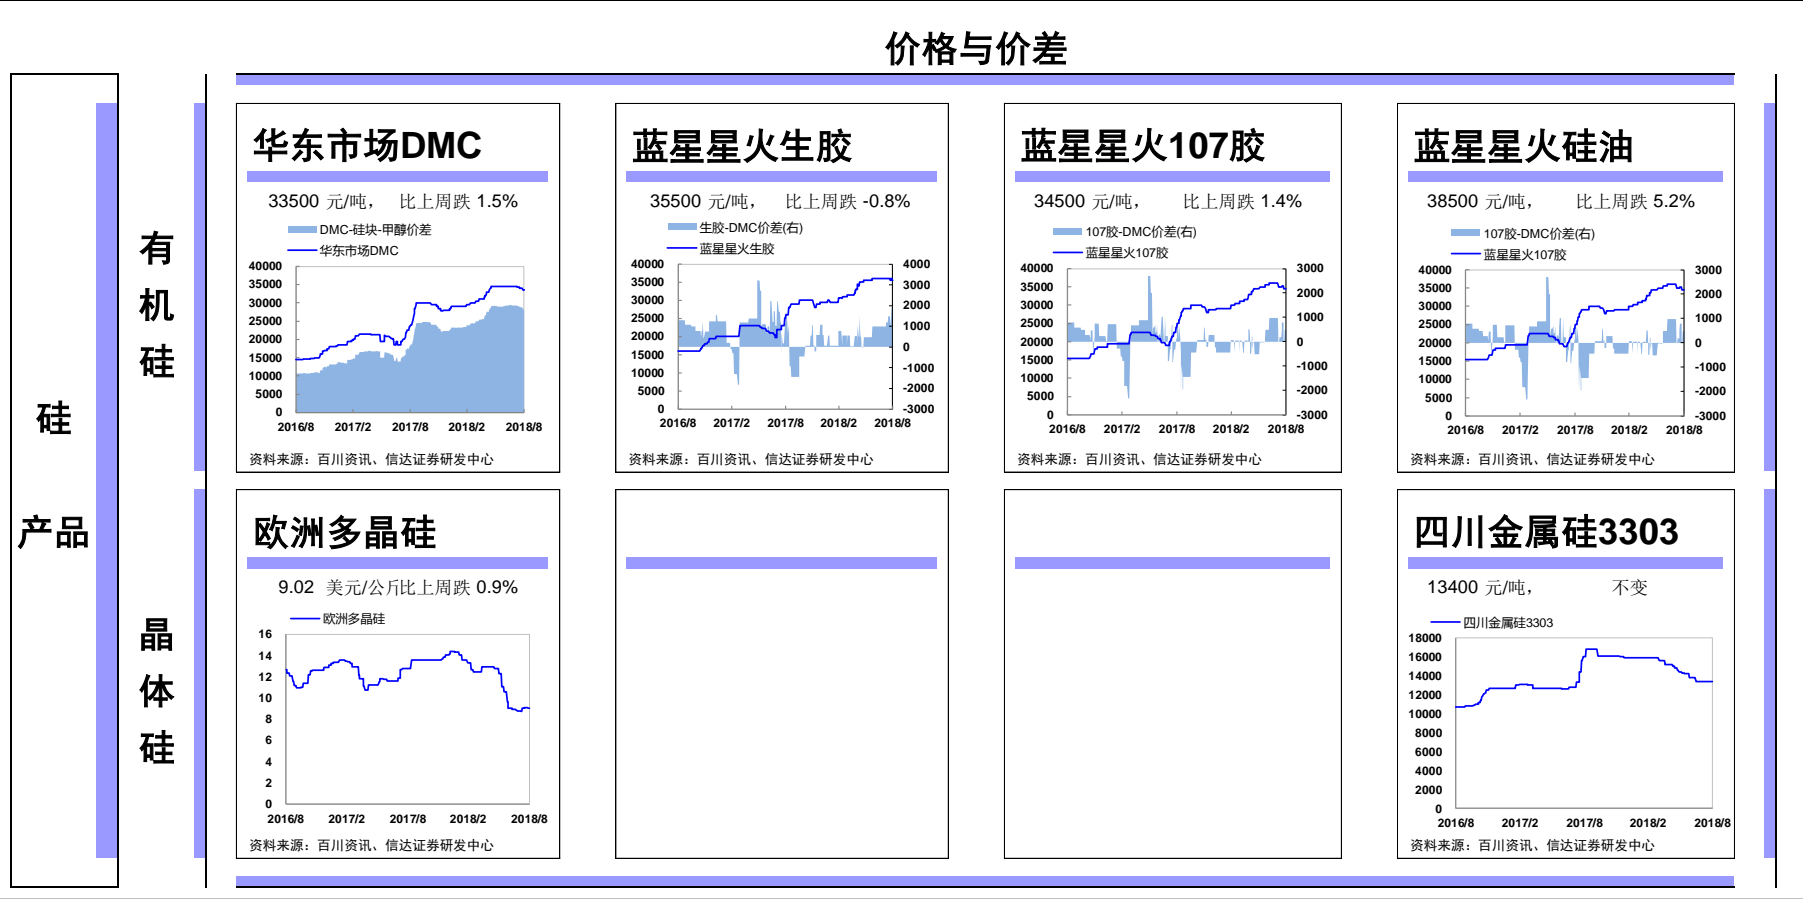 价格与价差
硅
产品
有
机
硅
华东市场DMC
33500 元/吨， 比上周跌 1.5%
DMC-硅块-甲醇价差
华东市场DMC
40000
35000
30000
25000
20000
15000
10000
5000
0
2016/8 2017/2 2017/8 2018/2 2018/8
资料来源：百川资讯、信达证券研发中心
蓝星星火生胶
35500 元/吨， 比上周跌 -0.8%
生胶-DMC价差(右)
蓝星星火生胶
40000 4000
35000 3000
30000 2000
25000 1000
20000 0
15000 -1000
10000 -2000
5000 -3000
0
2016/8 2017/2 2017/8 2018/2 2018/8
资料来源：百川资讯、信达证券研发中心
蓝星星火107胶
34500 元/吨， 比上周跌 1.4%
107胶-DMC价差(右)
蓝星星火107胶
40000 3000
35000 2000
30000 1000
25000 0
20000 -1000
15000 -2000
10000 -3000
5000
0
2016/8 2017/2 2017/8 2018/2 2018/8
资料来源：百川资讯、信达证券研发中心
蓝星星火硅油
38500 元/吨， 比上周跌 5.2%
107胶-DMC价差(右)
蓝星星火107胶
40000 3000
35000 2000
30000 1000
25000 0
20000 -1000
15000 -2000
10000 -3000
5000
0
2016/8 2017/2 2017/8 2018/2 2018/8
资料来源：百川资讯、信达证券研发中心
晶
体
硅
欧洲多晶硅
9.02 美元/公斤比上周跌 0.9%
欧洲多晶硅
16
14
12
10
8
6
4
2
0
2016/8 2017/2 2017/8 2018/2 2018/8
资料来源：百川资讯、信达证券研发中心
四川金属硅3303
13400 元/吨， 不变
四川金属硅3303
18000
16000
14000
12000
10000
8000
6000
4000
2000
0
2016/8 2017/2 2017/8 2018/2 2018/8
资料来源：百川资讯、信达证券研发中心